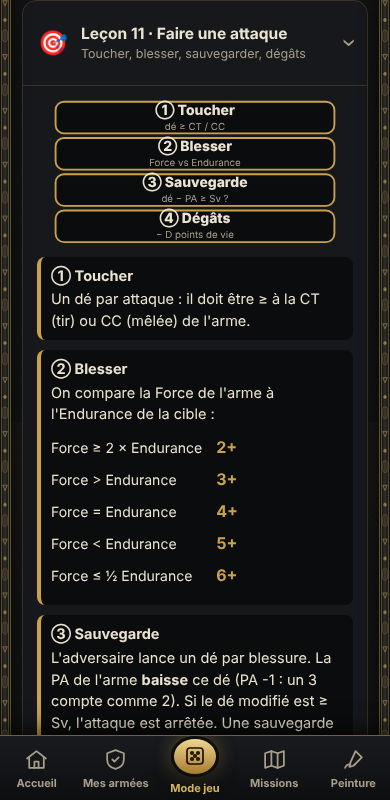 Leçon 11 · Faire une attaque
Toucher, blesser, sauvegarder, dégâts
① Toucher
dé ≥ CT / CC
② Blesser
Force vs Endurance
③ Sauvegarde
dé − PA ≥ Sv ?
④ Dégâts
− D points de vie
① Toucher
Un dé par attaque : il doit être ≥ à la CT
(tir) ou CC (mêlée) de l'arme.
② Blesser
On compare la Force de l'arme à
l'Endurance de la cible :
Force ≥ 2 × Endurance 2+
Force > Endurance 3+
Force = Endurance 4+
Force < Endurance 5+
Force ≤ ½ Endurance 6+
③ Sauvegarde
L'adversaire lance un dé par blessure. La
PA de l'arme baisse ce dé (PA -1 : un 3
compte comme 2). Si le dé modifié est ≥
Sv, l'attaque est arrêtée. Une sauvegarde
Accueil
Mes armées
Mode jeu
Missions
Peinture